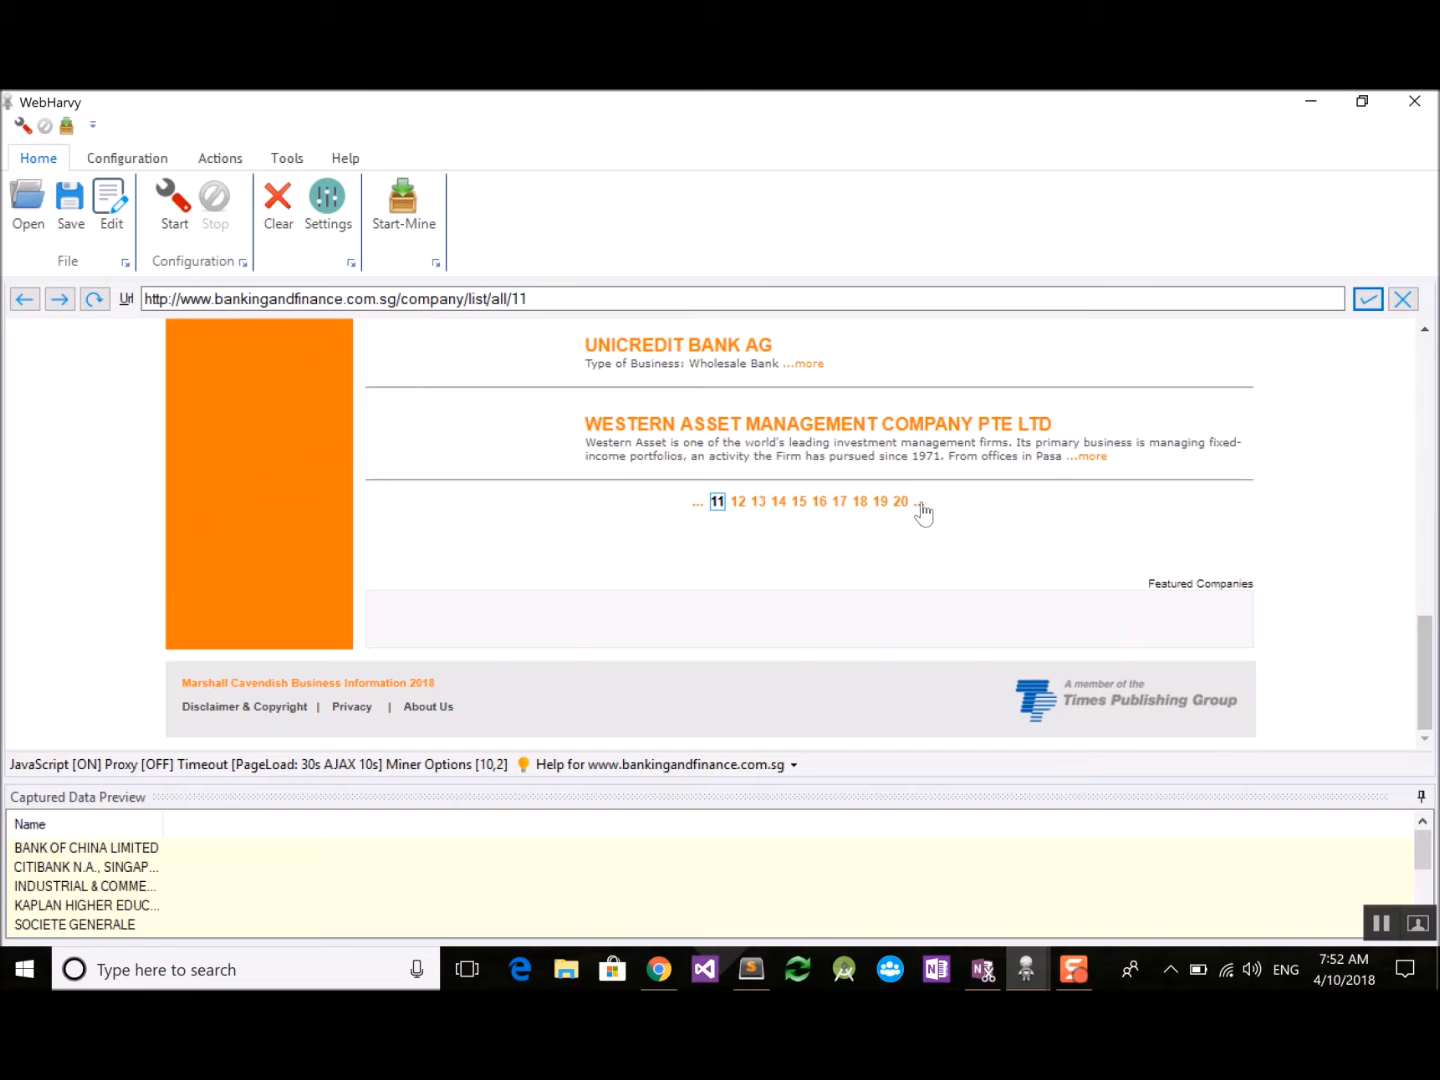 WebHarvy
Home Configuration Actions Tools Help
Open Save Edit Start Stop Clear Settings Start-Mine
File Configuration
Url http://www.bankingandfinance.com.sg/company/list/all/11
UNICREDIT BANK AG
Type of Business: Wholesale Bank ...more
WESTERN ASSET MANAGEMENT COMPANY PTE LTD
Western Asset is one of the world's leading investment management firms. Its primary business is managing fixed-
income portfolios, an activity the Firm has pursued since 1971. From offices in Pasa ...more
... 11 12 13 14 15 16 17 18 19 20 ...
Featured Companies
Marshall Cavendish Business Information 2018
Disclaimer & Copyright | Privacy | About Us
A member of the
Times Publishing Group
JavaScript [ON] Proxy [OFF] Timeout [PageLoad: 30s AJAX 10s] Miner Options [10,2] Help for www.bankingandfinance.com.sg
Captured Data Preview
Name
BANK OF CHINA LIMITED
CITIBANK N.A., SINGAP...
INDUSTRIAL & COMME...
KAPLAN HIGHER EDUC...
SOCIETE GENERALE
Type here to search
ENG
7:52 AM
4/10/2018